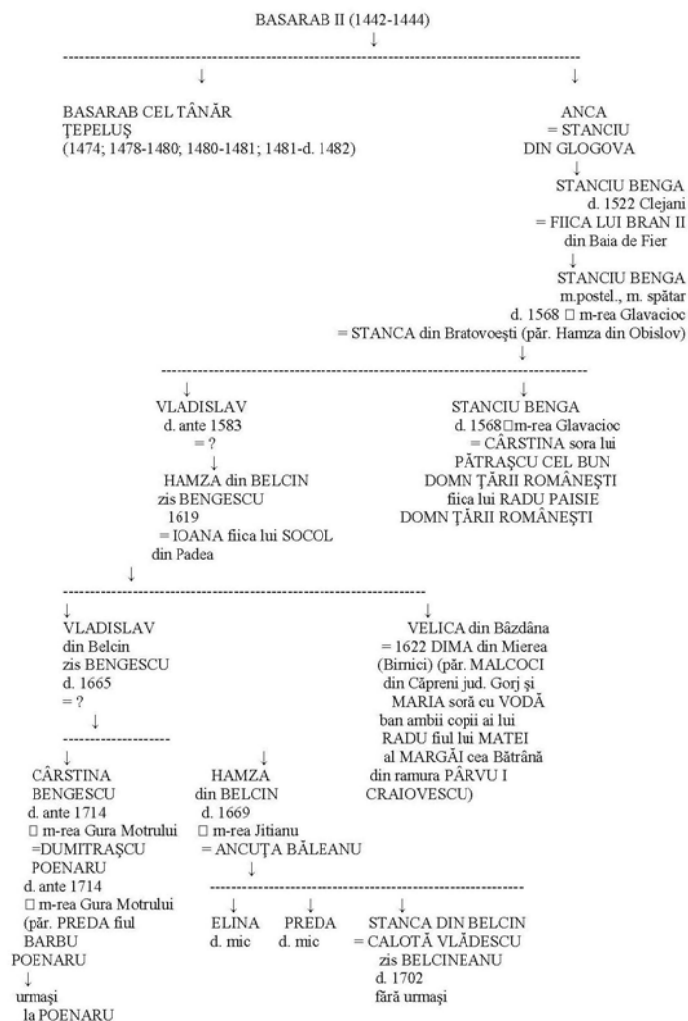 BASARAB II (1442-1444)
↓
--------------------
↓ ↓
BASARAB CEL TÂNĂR
ŢEPELUŞ
(1474; 1478-1480; 1480-1481; 1481-d. 1482)
ANCA
= STANCIU
DIN GLOGOVA
↓
STANCIU BENGA
d. 1522 Clejani
= FIICA LUI BRAN II
din Baia de Fier
↓
STANCIU BENGA
m.postel., m. spătar
d. 1568 □ m-rea Glavacioc
= STANCA din Bratovoeşti (păr. Hamza din Obislov)
↓
--------------------
↓ ↓
VLADISLAV
d. ante 1583
= ?
↓
HAMZA din BELCIN
zis BENGESCU
1619
= IOANA fiica lui SOCOL
din Padea
↓
STANCIU BENGA
d. 1568□m-rea Glavacioc
= CÂRSTINA sora lui
PĂTRAŞCU CEL BUN
DOMN ŢĂRII ROMÂNEŞTI
fiica lui RADU PAISIE
DOMN ŢĂRII ROMÂNEŞTI
--------------------
↓ ↓
VLADISLAV
din Belcin
zis BENGESCU
d. 1665
= ?
↓
--------------------
VELICA din Bâzdâna
= 1622 DIMA din Mierea
(Birnici) (păr. MALCOCI
din Căpreni jud. Gorj şi
MARIA soră cu VODĂ
ban ambii copii ai lui
RADU fiul lui MATEI
al MARGĂI cea Bătrână
din ramura PÂRVU I
CRAIOVESCU)
↓ ↓
CÂRSTINA
BENGESCU
d. ante 1714
□ m-rea Gura Motrului
=DUMITRAŞCU
POENARU
d. ante 1714
□ m-rea Gura Motrului
(păr. PREDA fiul
BARBU
POENARU
↓
urmaşi
la POENARU
HAMZA
din BELCIN
d. 1669
□ m-rea Jitianu
= ANCUŢA BĂLEANU
↓
--------------------
↓ ↓ ↓
ELINA
d. mic
PREDA
d. mic
STANCA DIN BELCIN
= CALOTĂ VLĂDESCU
zis BELCINEANU
d. 1702
fără urmaşi